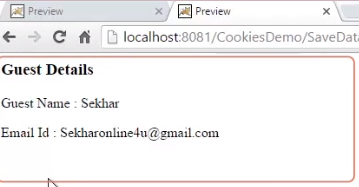 Preview
Preview
localhost:8081/CookiesDemo/SaveData
Guest Details
Guest Name : Sekhar
Email Id : Sekharonline4u@gmail.com